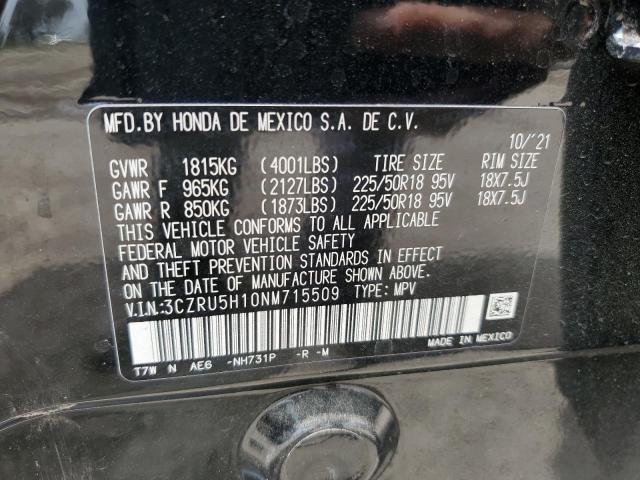 MFD.BY HONDA DE MEXICO S.A. DE C.V.
10/'21
GVWR 1815KG (4001LBS) TIRE SIZE RIM SIZE
GAWR F 965KG (2127LBS) 225/50R18 95V 18X7.5J
GAWR R 850KG (1873LBS) 225/50R18 95V 18X7.5J
THIS VEHICLE CONFORMS TO ALL APPLICABLE
FEDERAL MOTOR VEHICLE SAFETY
AND THEFT PREVENTION STANDARDS IN EFFECT
ON THE DATE OF MANUFACTURE SHOWN ABOVE.
V.I.N:3CZRU5H10NM715509 TYPE: MPV
T7W N AE6 -NH731P -R -M
MADE IN MEXICO